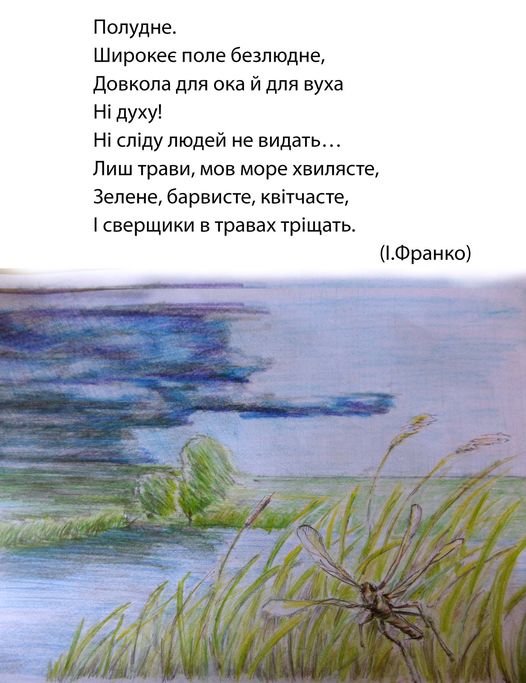 Полудне.
Широкеє поле безлюдне,
Довкола для ока й для вуха
Ні духу!
Ні сліду людей не видать…
Лиш трави, мов море хвилясте,
Зелене, барвисте, квітчасте,
І сверщики в травах тріщать.
(І.Франко)